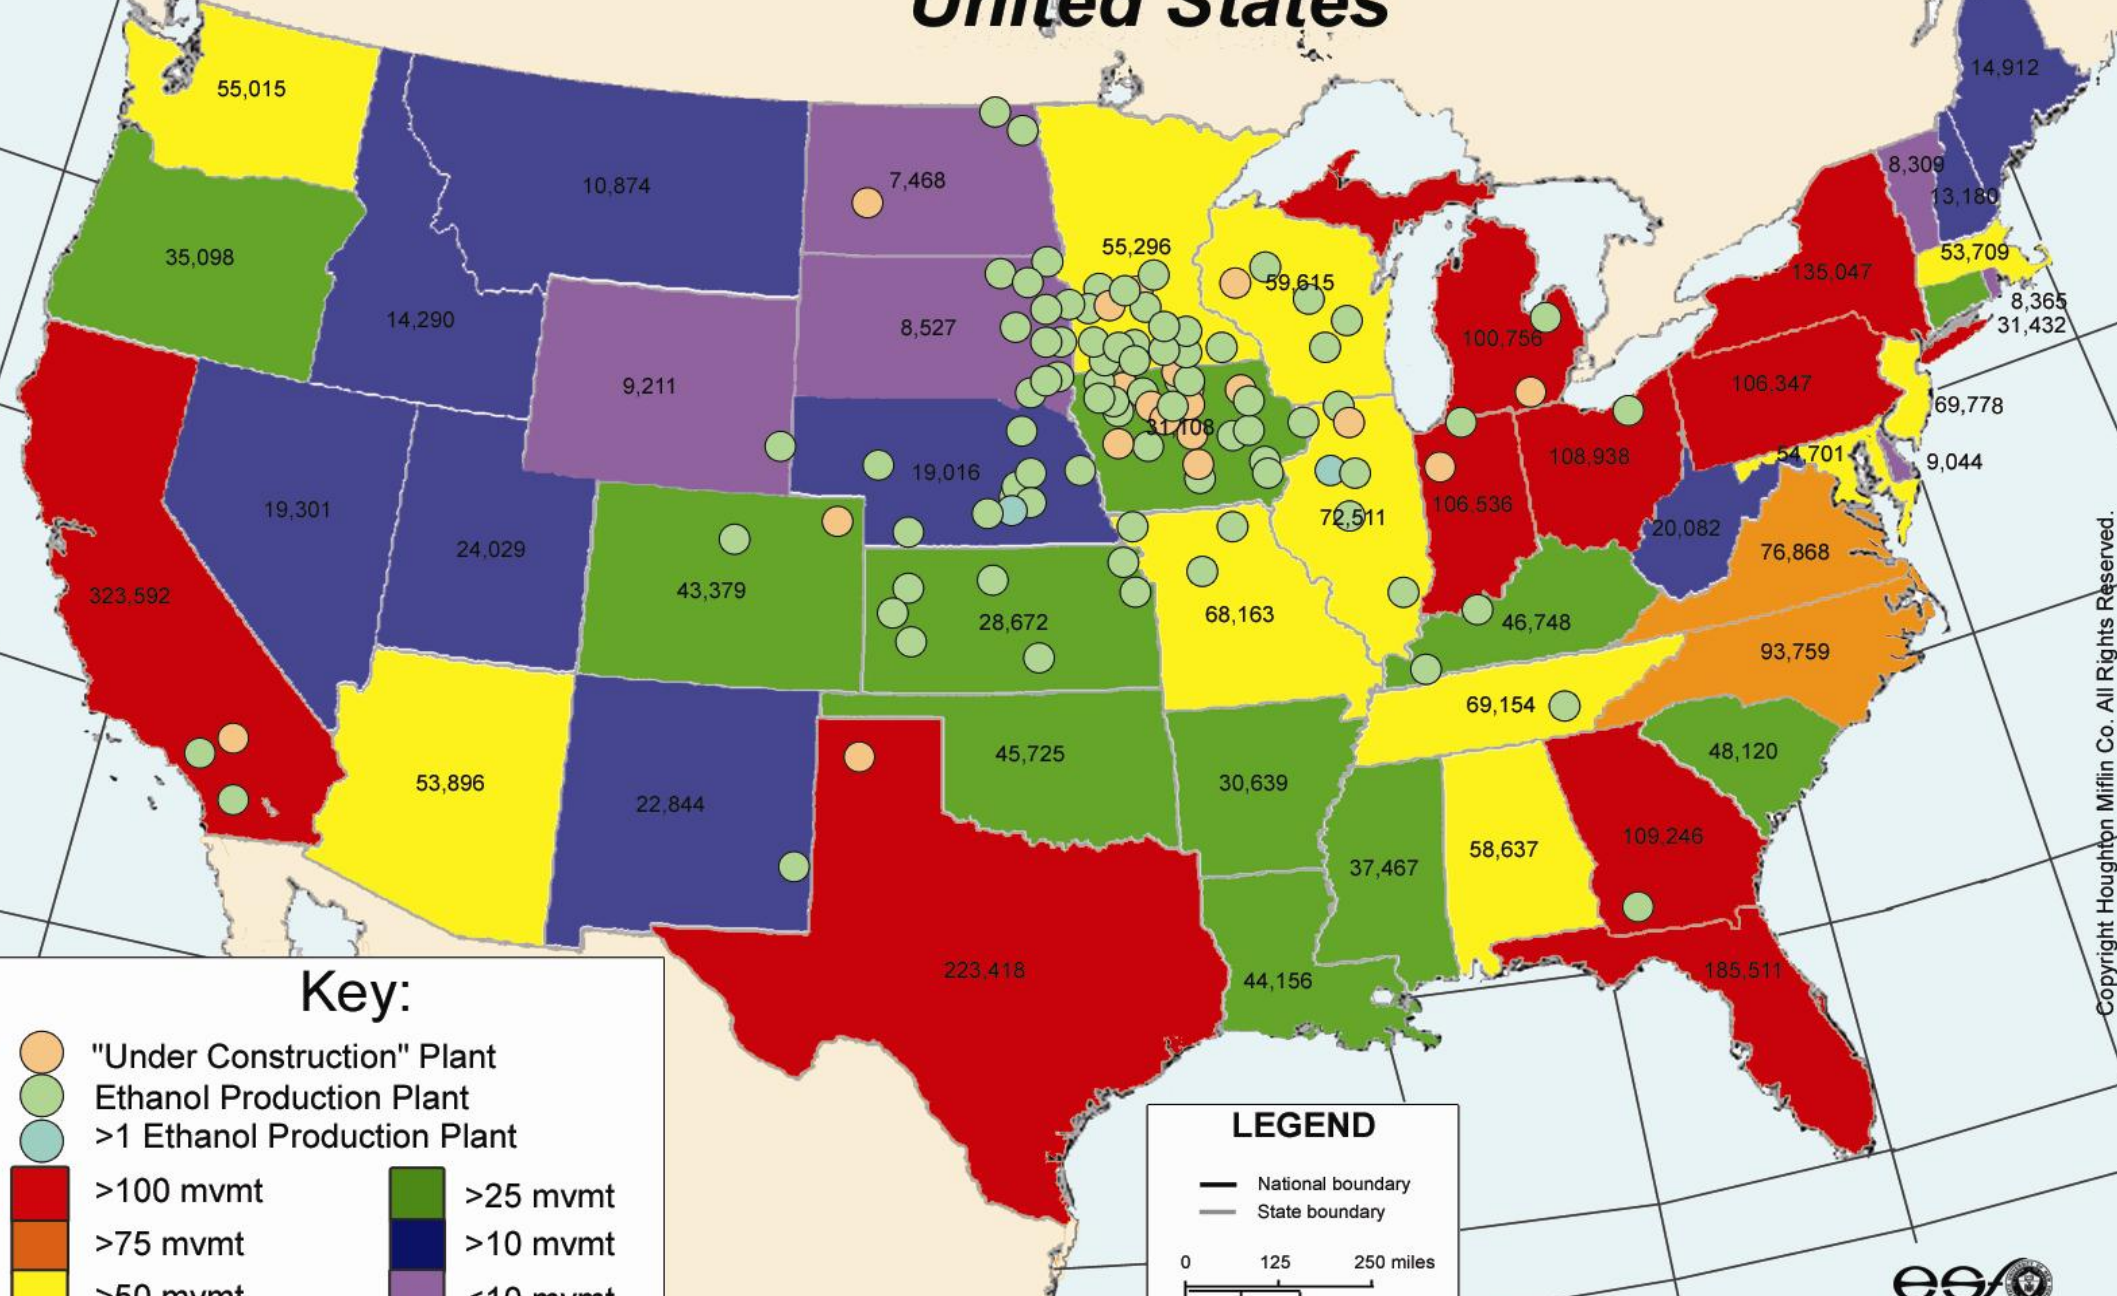 United States
55,015
14,912
8,309
10,874
7,468
13,180
35,098
55,296
53,709
135,047
59,615
8,365
14,290
8,527
31,432
100,756
9,211
106.347
69,778
31,108
54,701
108,938
9,044
19,016
19,301
106,536
72,511
20,082
24,029
76,868
43,379
323,592
68,163
28,672
46,748
93,759
69,154
45,725
48,120
53,896
30,639
22,844
109,246
58,637
37,467
223,418
185,511
44,156
Copyright Houghton Miflin Co. All Rights Reserved.
Key:
"Under Construction" Plant
Ethanol Production Plant
>1 Ethanol Production Plant
>100 mvmt
>25 mvmt
>75 mvmt
>10 mvmt
>50 mvmt
<10 mvmt
LEGEND
National boundary
State boundary
0 125 250 miles
esf